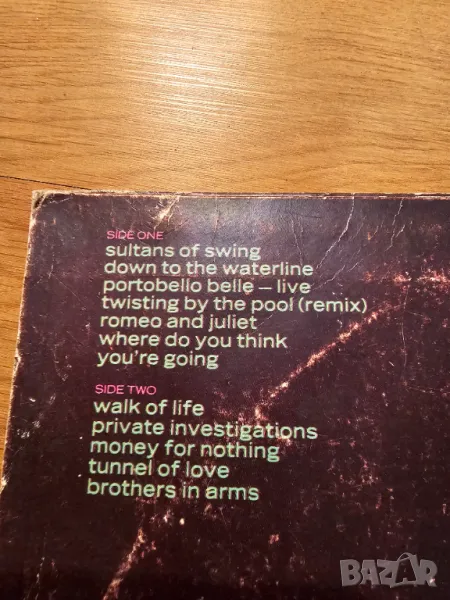 SIDE ONE
sultans of swing
down to the waterline
portobello belle – live
twisting by the pool (remix)
romeo and juliet
where do you think
you're going
SIDE TWO
walk of life
private investigations
money for nothing
tunnel of love
brothers in arms
BAZAR